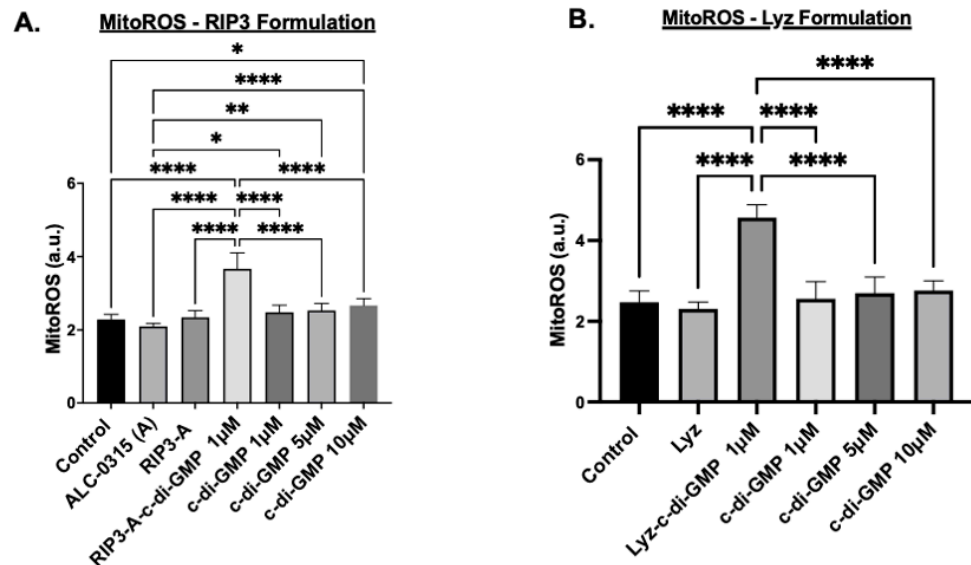 A.
MitoROS - RIP3 Formulation
*
****
**
*
**** ****
**** ****
**** ****
MitoROS (a.u.)
6
4
2
0
Control
ALC-0315 (A)
RIP3-A
RIP3-A-c-di-GMP 1μM
c-di-GMP 1μM
c-di-GMP 5μM
c-di-GMP 10μM
B.
MitoROS - Lyz Formulation
****
**** ****
**** ****
MitoROS (a.u.)
6
4
2
0
Control
Lyz
Lyz-c-di-GMP 1μM
c-di-GMP 1μM
c-di-GMP 5μM
c-di-GMP 10μM